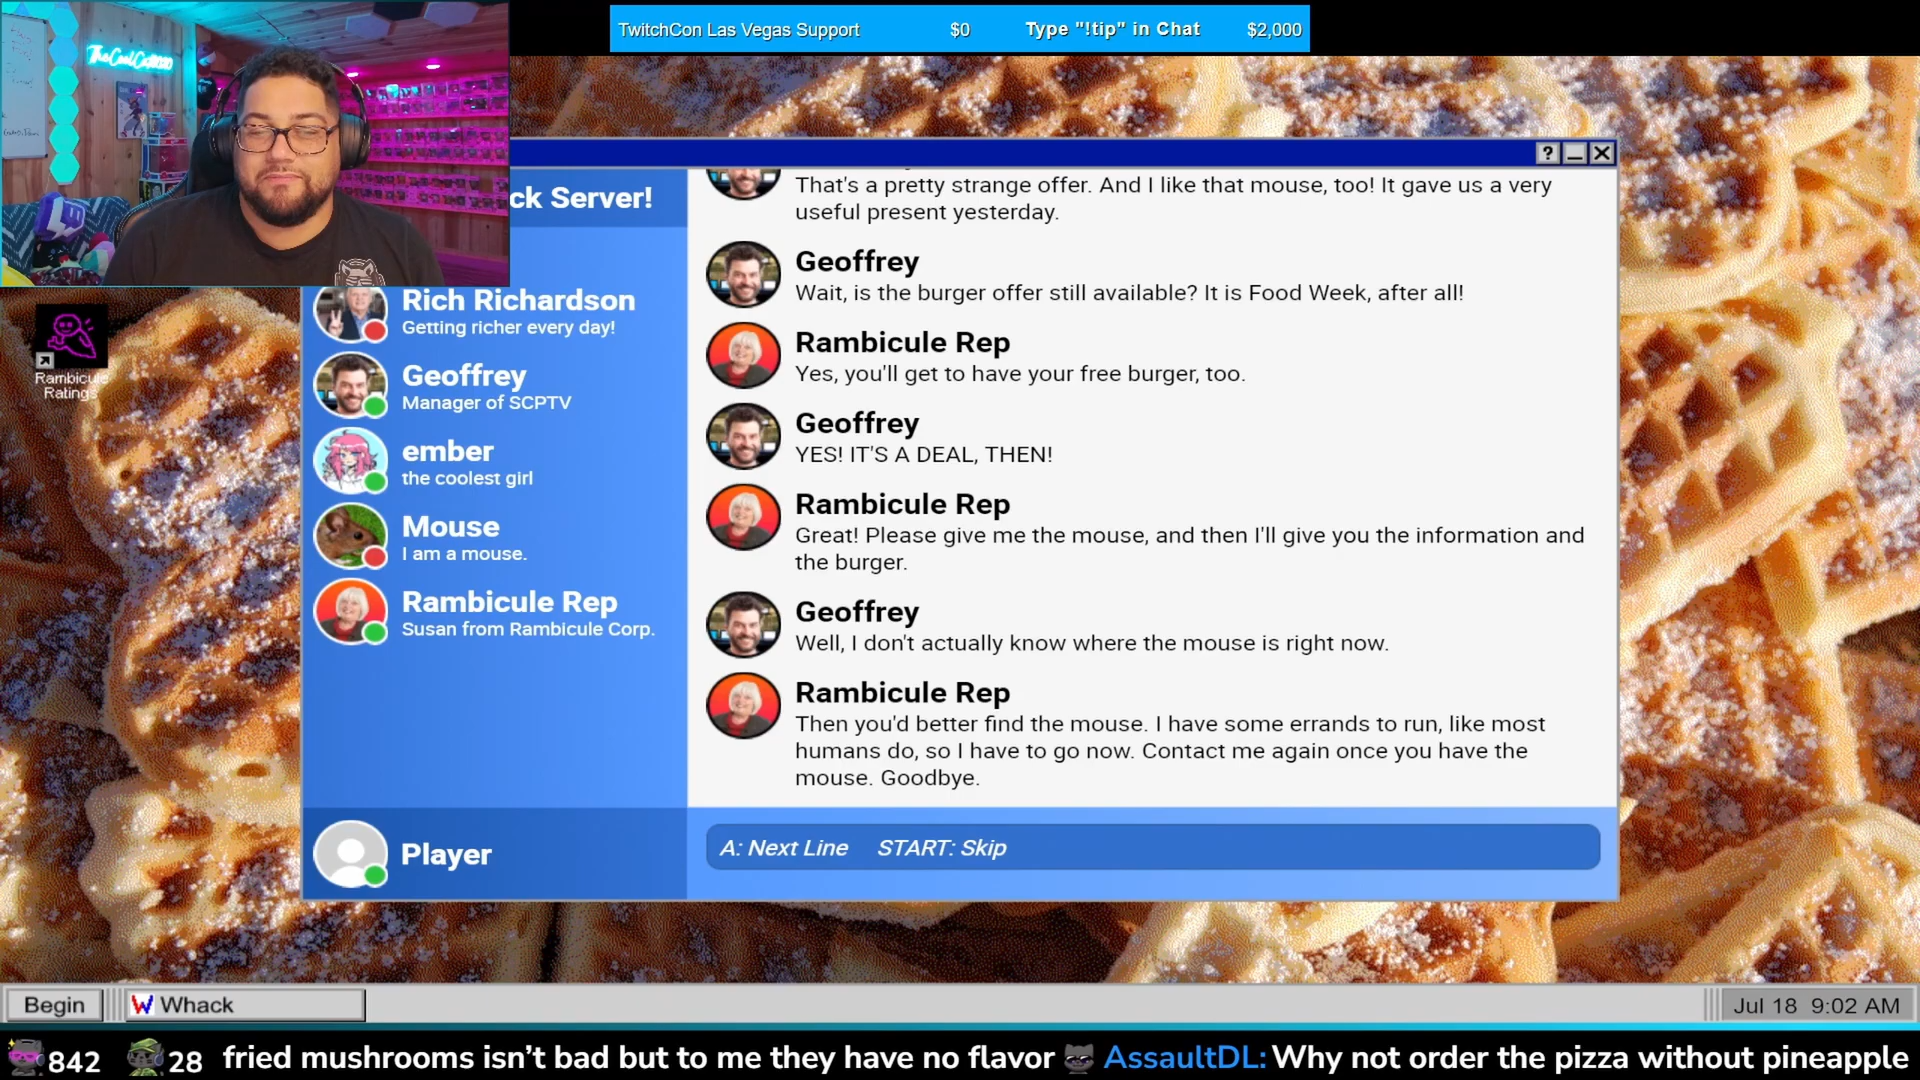 TheCoolCat2020
TwitchCon Las Vegas Support $0 Type "!tip" in Chat $2,000
ck Server!
Rich Richardson
Getting richer every day!
Geoffrey
Manager of SCPTV
ember
the coolest girl
Mouse
I am a mouse.
Rambicule Rep
Susan from Rambicule Corp.
Player
That's a pretty strange offer. And I like that mouse, too! It gave us a very
useful present yesterday.
Geoffrey
Wait, is the burger offer still available? It is Food Week, after all!
Rambicule Rep
Yes, you'll get to have your free burger, too.
Geoffrey
YES! IT'S A DEAL, THEN!
Rambicule Rep
Great! Please give me the mouse, and then I'll give you the information and
the burger.
Geoffrey
Well, I don't actually know where the mouse is right now.
Rambicule Rep
Then you'd better find the mouse. I have some errands to run, like most
humans do, so I have to go now. Contact me again once you have the
mouse. Goodbye.
A: Next Line START: Skip
Rambicule
Ratings
Begin
Whack
Jul 18 9:02 AM
842 28 fried mushrooms isn't bad but to me they have no flavor AssaultDL: Why not order the pizza without pineapple